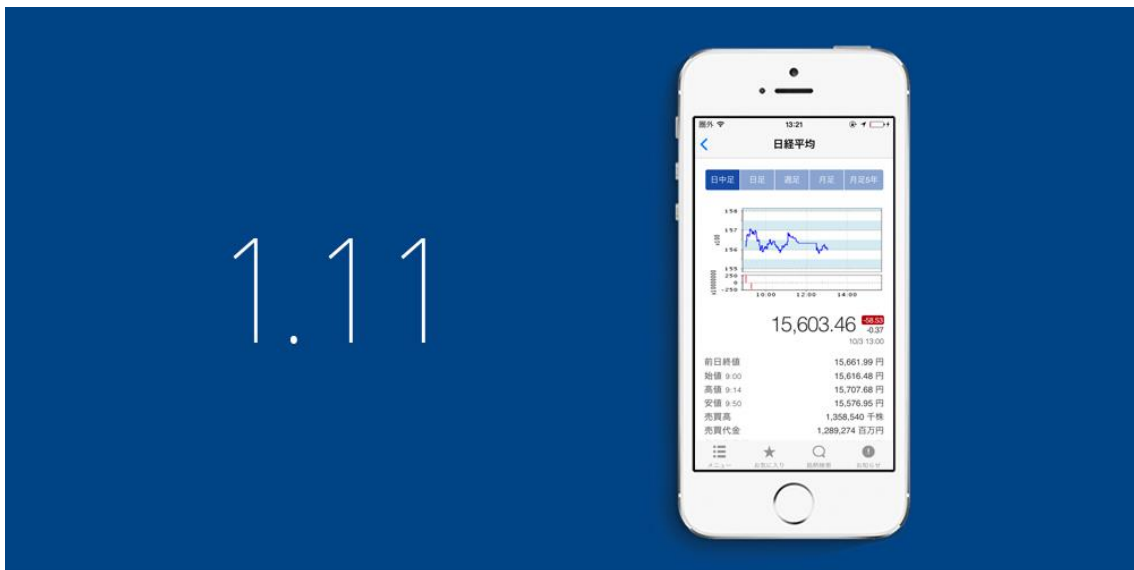 1.11
圏外 13:21
日経平均
日中足 日足 週足 月足 月足5年
158
157
156
155
x100
250
0
-250
x10000000
10:00 12:00 14:00
15,603.46 -58.53
-0.37
10/3 13:00
前日終値 15,661.99 円
始値 9:00 15,616.48 円
高値 9:14 15,707.68 円
安値 9:50 15,576.95 円
売買高 1,358,540 千株
売買代金 1,289,274 百万円
メニュー お気に入り 銘柄検索 お知らせ